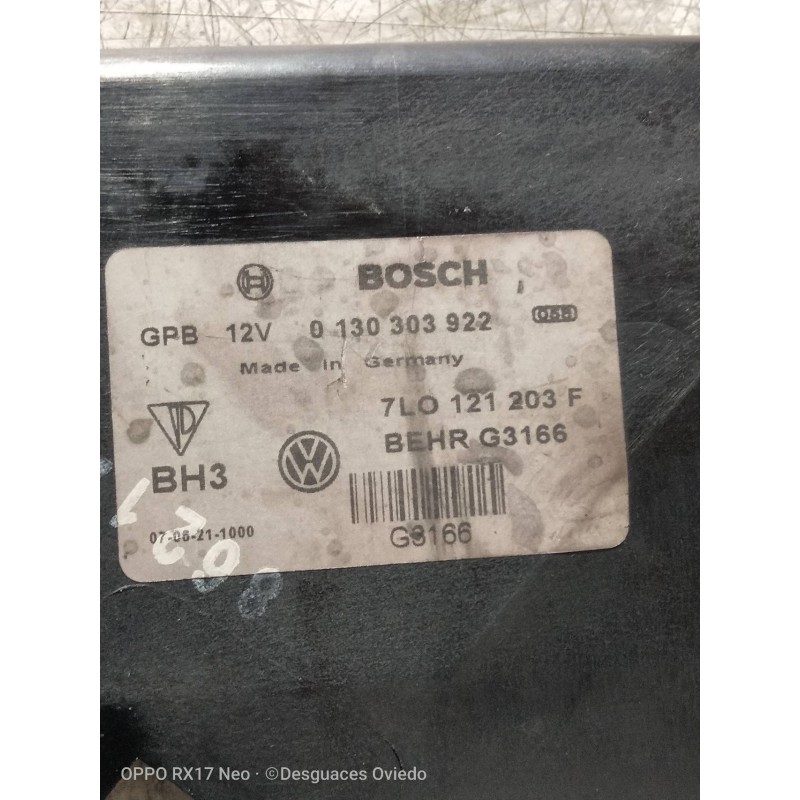 BOSCH
GPB 12V 0 130 303 922 055
Made in Germany
7LO 121 203 F
BEHR G3166
BH3
G3166
07-08-21-1000
OPPO RX17 Neo · ©Desguaces Oviedo